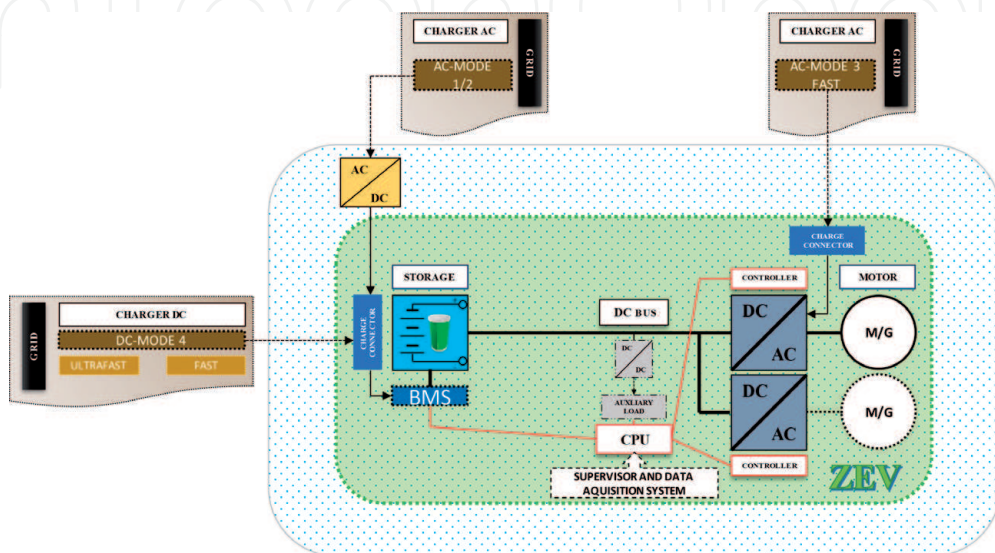 CHARGER AC
AC-MODE
1/2
GRID
CHARGER AC
AC-MODE 3
FAST
GRID
AC
DC
CHARGE
CONNECTOR
STORAGE
CONTROLLER
MOTOR
GRID
CHARGER DC
DC-MODE 4
ULTRAFAST
FAST
CHARGE
CONNECTOR
+
DC BUS
DC
AC
M/G
DC
DC
BMS
AUXLIARY
LOAD
DC
AC
M/G
CPU
CONTROLLER
SUPERVISOR AND DATA
AQUISITION SYSTEM
ZEV